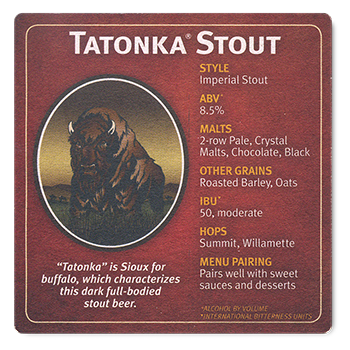 TATONKA® STOUT
STYLE
Imperial Stout
ABV*
8.5%
MALTS
2-row Pale, Crystal
Malts, Chocolate, Black
OTHER GRAINS
Roasted Barley, Oats
IBU*
50, moderate
HOPS
Summit, Willamette
MENU PAIRING
Pairs well with sweet
sauces and desserts
"Tatonka" is Sioux for
buffalo, which characterizes
this dark full-bodied
stout beer.
*ALCOHOL BY VOLUME
*INTERNATIONAL BITTERNESS UNITS